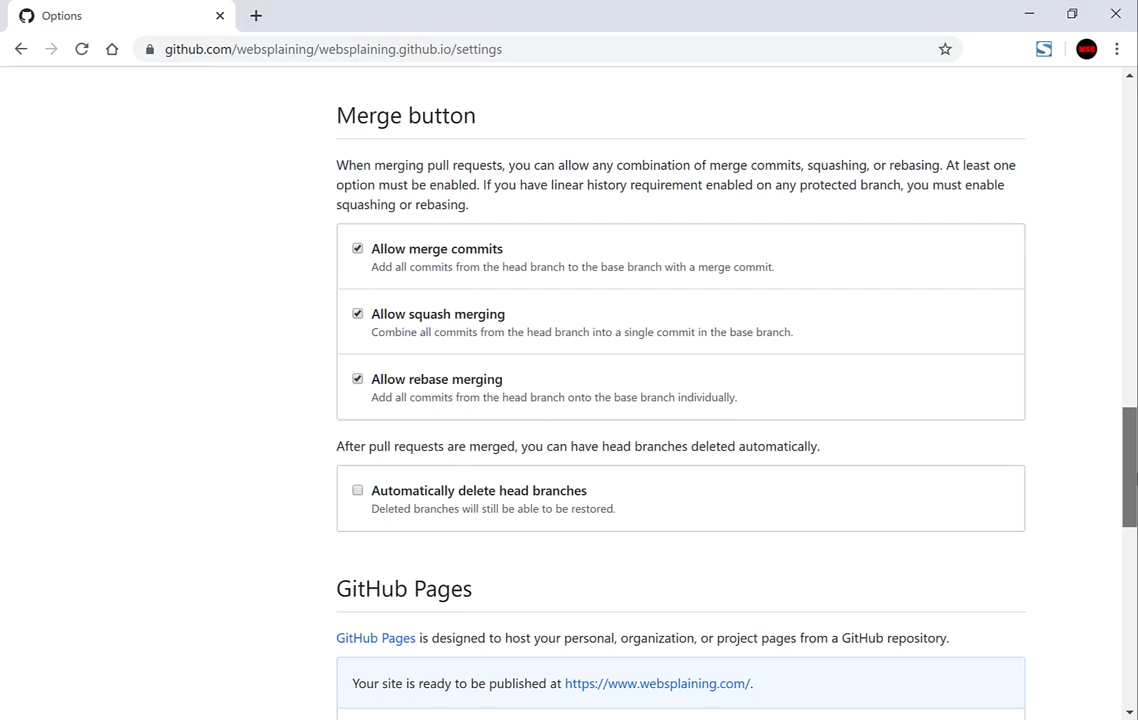 Options
github.com/websplaining/websplaining.github.io/settings
Merge button
When merging pull requests, you can allow any combination of merge commits, squashing, or rebasing. At least one
option must be enabled. If you have linear history requirement enabled on any protected branch, you must enable
squashing or rebasing.
Allow merge commits
Add all commits from the head branch to the base branch with a merge commit.
Allow squash merging
Combine all commits from the head branch into a single commit in the base branch.
Allow rebase merging
Add all commits from the head branch onto the base branch individually.
After pull requests are merged, you can have head branches deleted automatically.
Automatically delete head branches
Deleted branches will still be able to be restored.
GitHub Pages
GitHub Pages is designed to host your personal, organization, or project pages from a GitHub repository.
Your site is ready to be published at https://www.websplaining.com/.